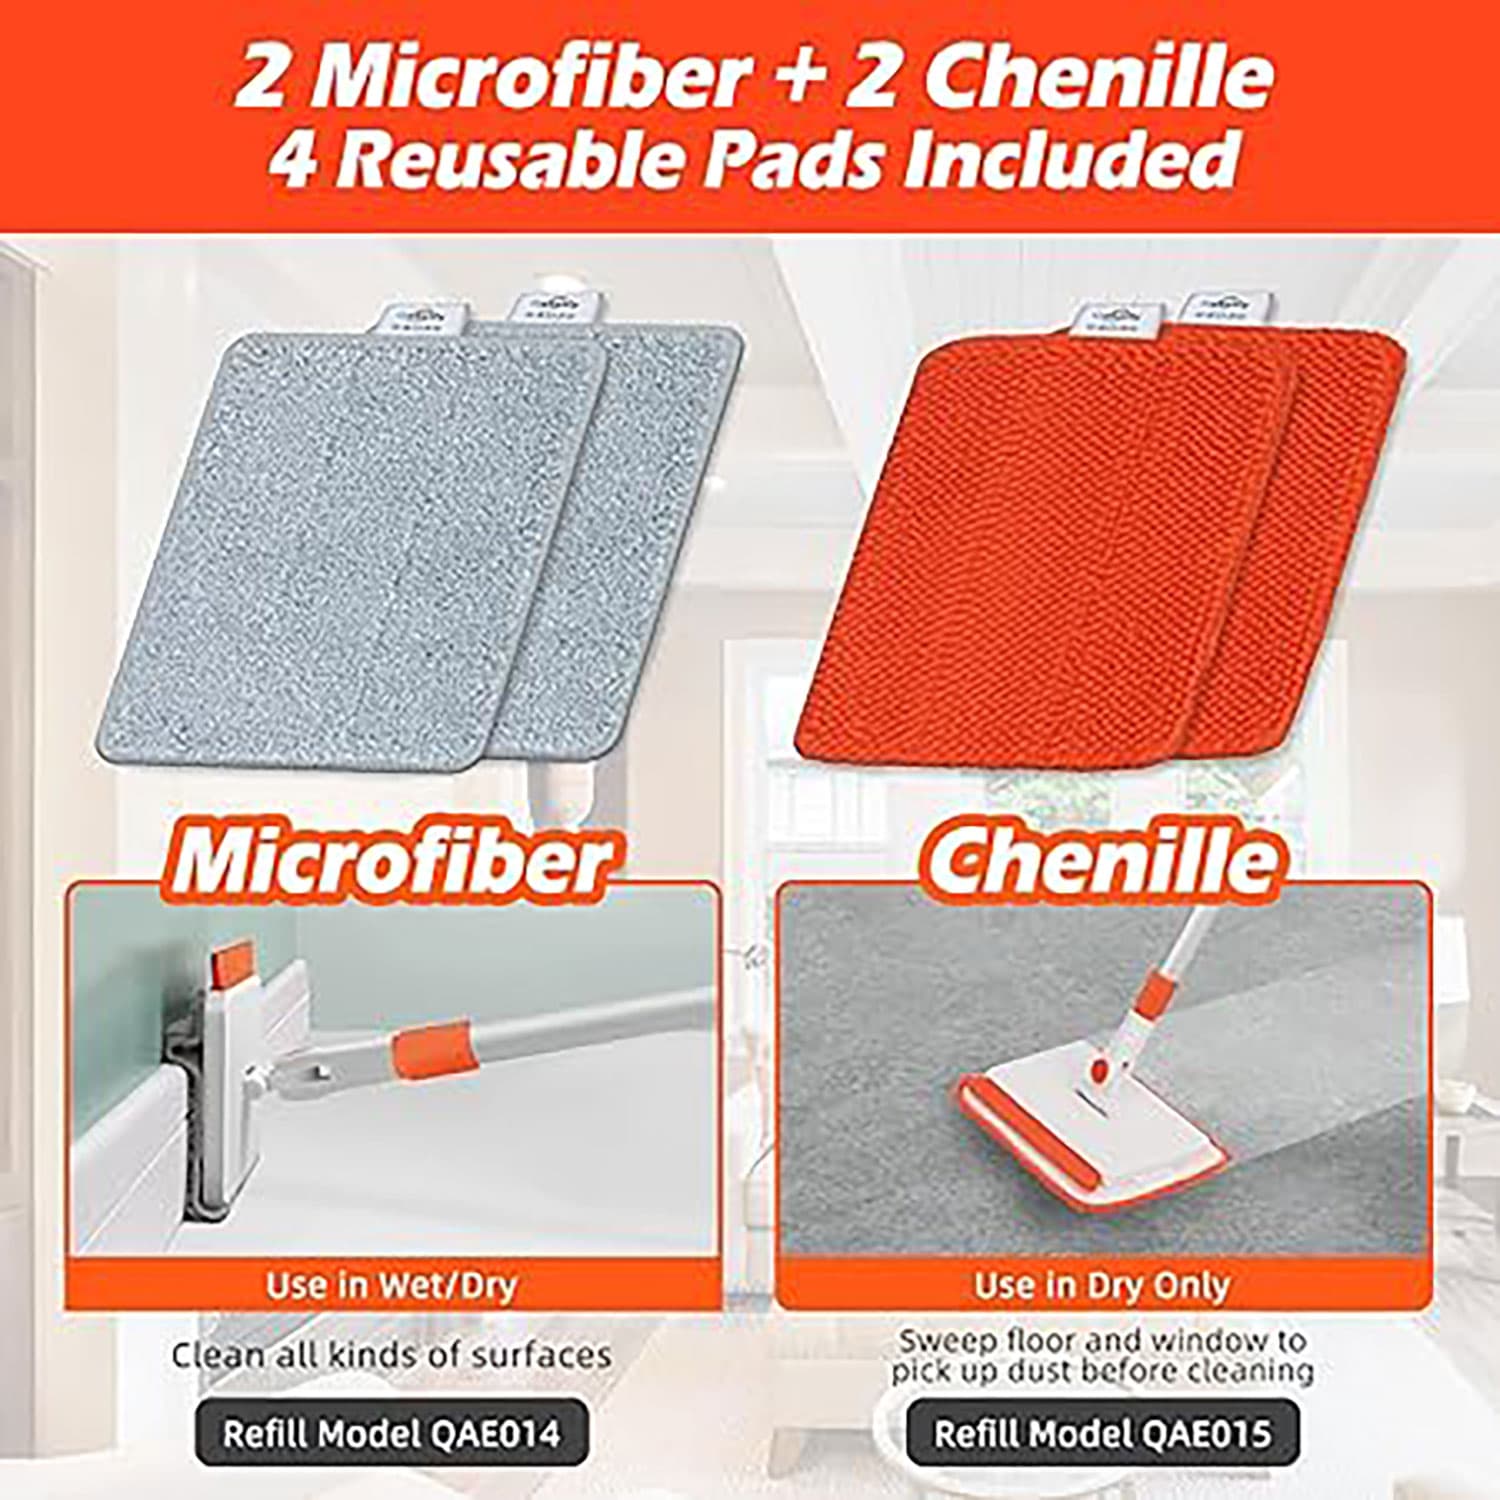 2 Microfiber + 2 Chenille
4 Reusable Pads Included
Microfiber
Chenille
Use in Wet/Dry
Use in Dry Only
Clean all kinds of surfaces
Sweep floor and window to
pick up dust before cleaning
Refill Model QAE014
Refill Model QAE015